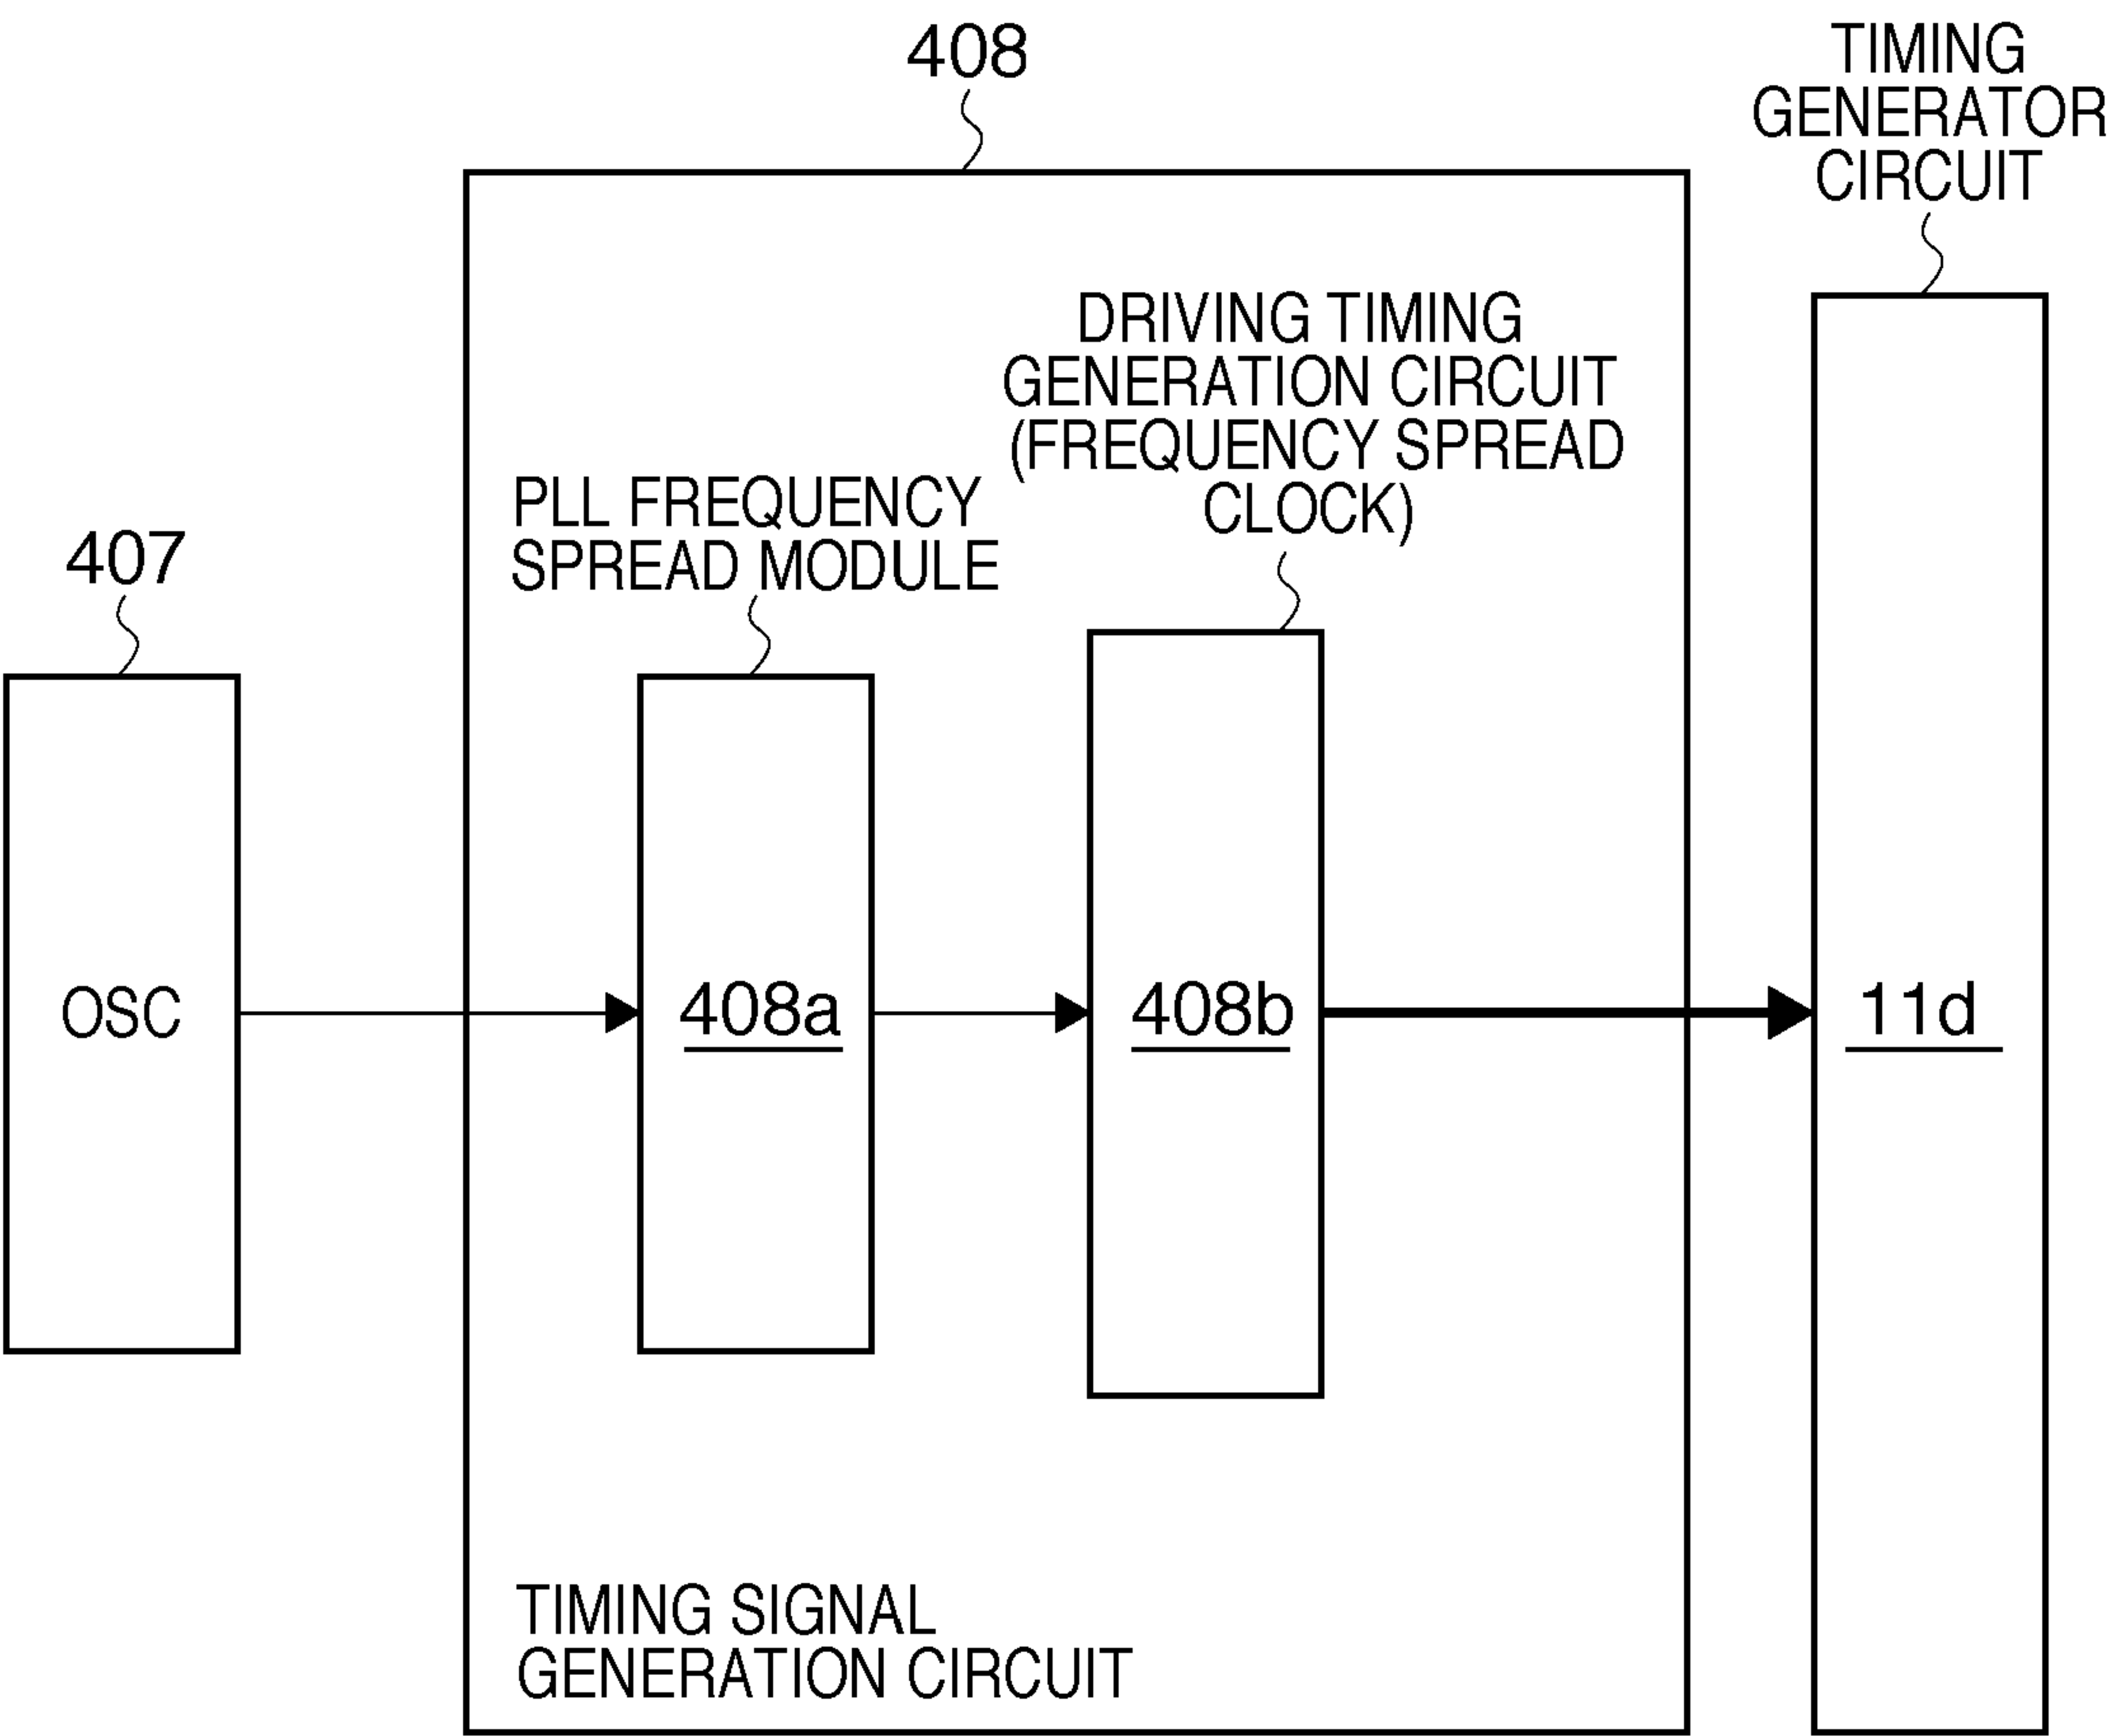 408
TIMING
GENERATOR
CIRCUIT
DRIVING TIMING
GENERATION CIRCUIT
(FREQUENCY SPREAD
CLOCK)
PLL FREQUENCY
SPREAD MODULE
407
OSC
408a
408b
11d
TIMING SIGNAL
GENERATION CIRCUIT